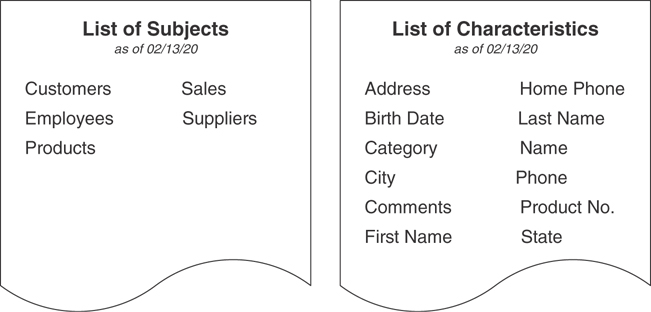 List of Subjects
as of 02/13/20
Customers Sales
Employees Suppliers
Products
List of Characteristics
as of 02/13/20
Address Home Phone
Birth Date Last Name
Category Name
City Phone
Comments Product No.
First Name State